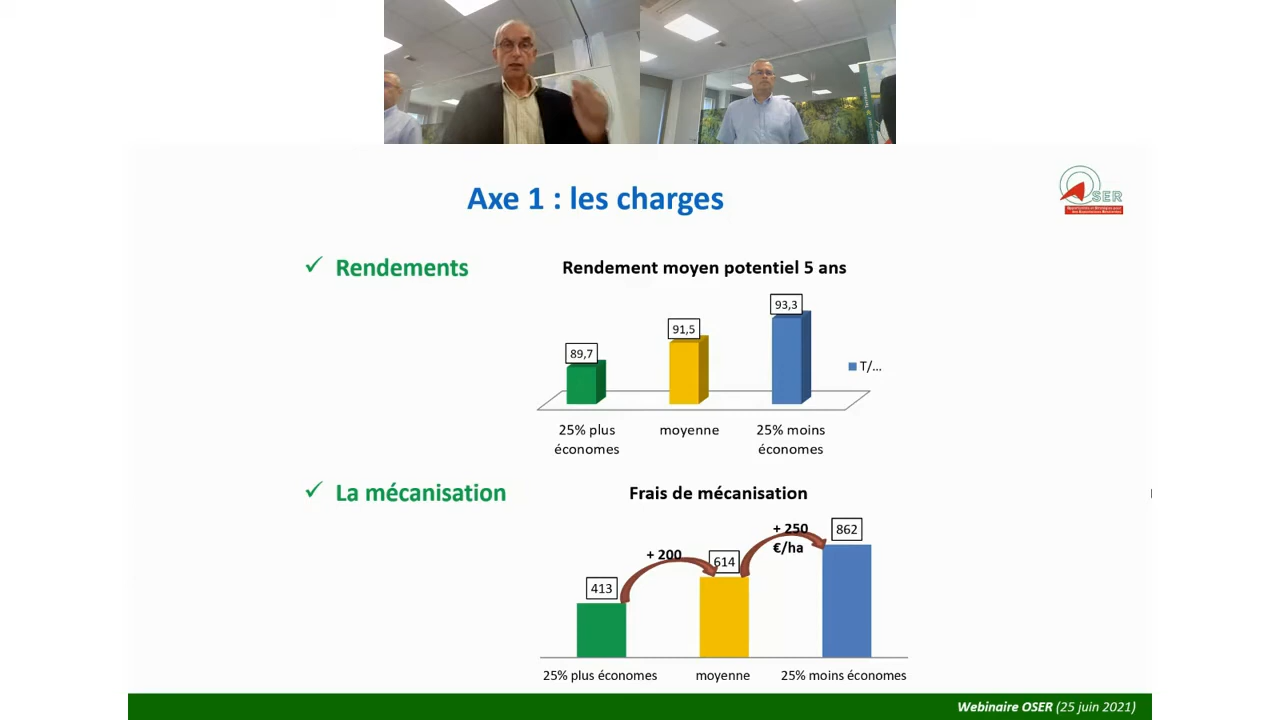 Axe 1 : les charges
OSER
✓ Rendements
Rendement moyen potentiel 5 ans
89,7
91,5
93,3
T/...
25% plus économes
moyenne
25% moins économes
✓ La mécanisation
Frais de mécanisation
+ 200
+ 250
€/ha
413
614
862
25% plus économes
moyenne
25% moins économes
Webinaire OSER (25 juin 2021)